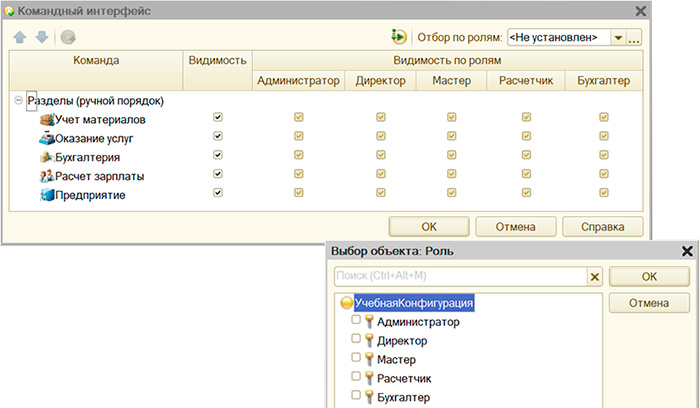 Командный интерфейс
Отбор по ролям: <Не установлен> ...
Команда Видимость Видимость по ролям
Администратор Директор Мастер Расчетчик Бухгалтер
Разделы (ручной порядок)
Учет материалов
Оказание услуг
Бухгалтерия
Расчет зарплаты
Предприятие
ОК Отмена Справка
Выбор объекта: Роль
Поиск (Ctrl+Alt+M) ОК
УчебнаяКонфигурация Отмена
Администратор
Директор
Мастер
Расчетчик
Бухгалтер